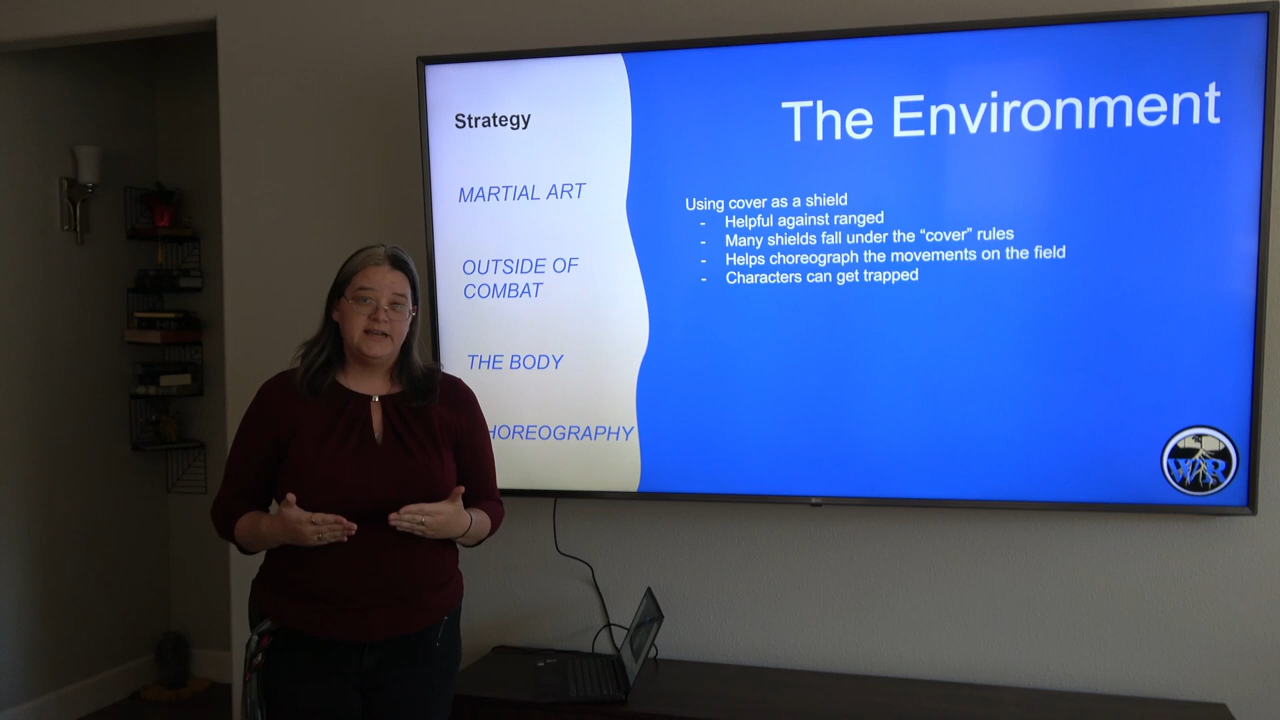 Strategy
MARTIAL ART
OUTSIDE OF
COMBAT
THE BODY
HOREOGRAPHY
The Environment
Using cover as a shield
- Helpful against ranged
- Many shields fall under the “cover” rules
- Helps choreograph the movements on the field
- Characters can get trapped
WR